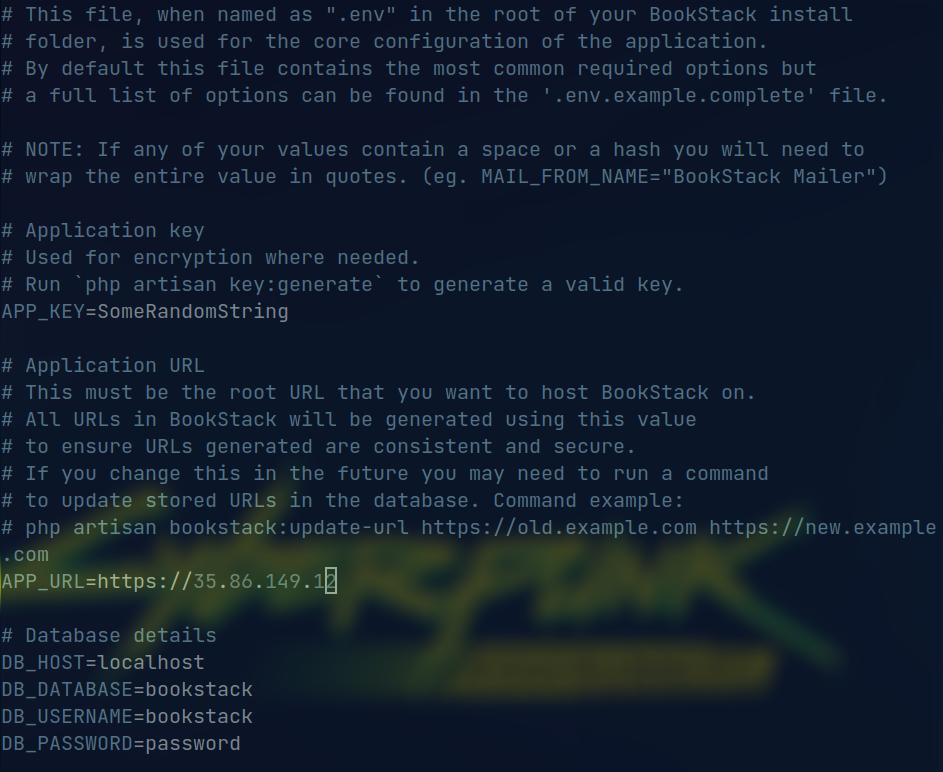 # This file, when named as ".env" in the root of your BookStack install
# folder, is used for the core configuration of the application.
# By default this file contains the most common required options but
# a full list of options can be found in the '.env.example.complete' file.
# NOTE: If any of your values contain a space or a hash you will need to
# wrap the entire value in quotes. (eg. MAIL_FROM_NAME="BookStack Mailer")
# Application key
# Used for encryption where needed.
# Run `php artisan key:generate` to generate a valid key.
APP_KEY=SomeRandomString
# Application URL
# This must be the root URL that you want to host BookStack on.
# All URLs in BookStack will be generated using this value
# to ensure URLs generated are consistent and secure.
# If you change this in the future you may need to run a command
# to update stored URLs in the database. Command example:
# php artisan bookstack:update-url https://old.example.com https://new.example
.com
APP_URL=https://35.86.149.12
# Database details
DB_HOST=localhost
DB_DATABASE=bookstack
DB_USERNAME=bookstack
DB_PASSWORD=password